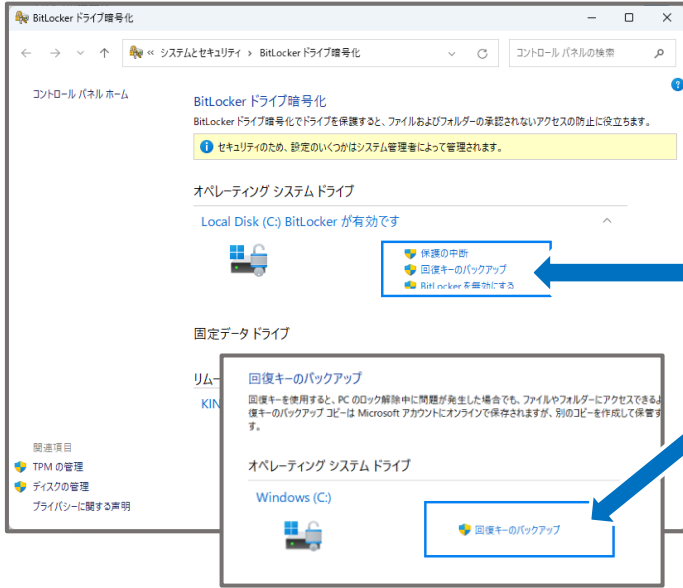 BitLocker ドライブ暗号化
システムとセキュリティ › BitLocker ドライブ暗号化
コントロール パネルの検索
コントロール パネル ホーム
BitLocker ドライブ暗号化
BitLocker ドライブ暗号化でドライブを保護すると、ファイルおよびフォルダーの承認されないアクセスの防止に役立ちます。
セキュリティのため、設定のいくつかはシステム管理者によって管理されます。
オペレーティング システム ドライブ
Local Disk (C:) BitLocker が有効です
保護の中断
回復キーのバックアップ
BitLocker を無効にする
固定データ ドライブ
リム
KIN
関連項目
TPM の管理
ディスクの管理
プライバシーに関する声明
回復キーのバックアップ
回復キーを使用すると、PC のロック解除中に問題が発生した場合でも、ファイルやフォルダーにアクセスできるよ
復キーのバックアップ コピーは Microsoft アカウントにオンラインで保存されますが、別のコピーを作成して保管す
す。
オペレーティング システム ドライブ
Windows (C:)
回復キーのバックアップ